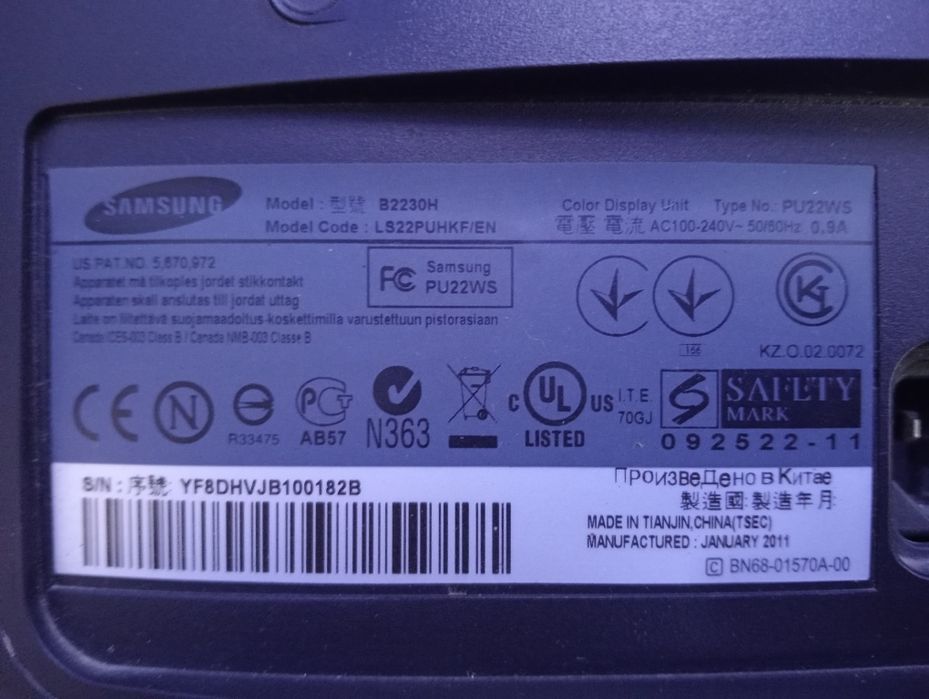 SAMSUNG
Model : 型號 B2230H
Model Code : LS22PUHKF/EN
Color Display Unit Type No.: PU22WS
電壓 電流 AC100-240V~ 50/60Hz 0.9A
US PAT.NO. 5,670,972
Apparatet må tilkoples jordet stikkontakt
Apparaten skall anslutas till jordat uttag
Laite on liitettävä suojamaadoitus-koskettimilla varustettuun pistorasiaan
Canada ICES-003 Class B / Canada NMB-003 Classe B
FC Samsung
PU22WS
166
KZ.O.02.0072
CE N R33475 AB57 N363
C UL US LISTED
I.T.E.
70GJ
S SAFETY
MARK
092522-11
S/N : 序號: YF8DHVJB100182B
ПроизвеДено в Китае
製造國: 製造年月:
MADE IN TIANJIN,CHINA(TSEC)
MANUFACTURED : JANUARY 2011
C BN68-01570A-00